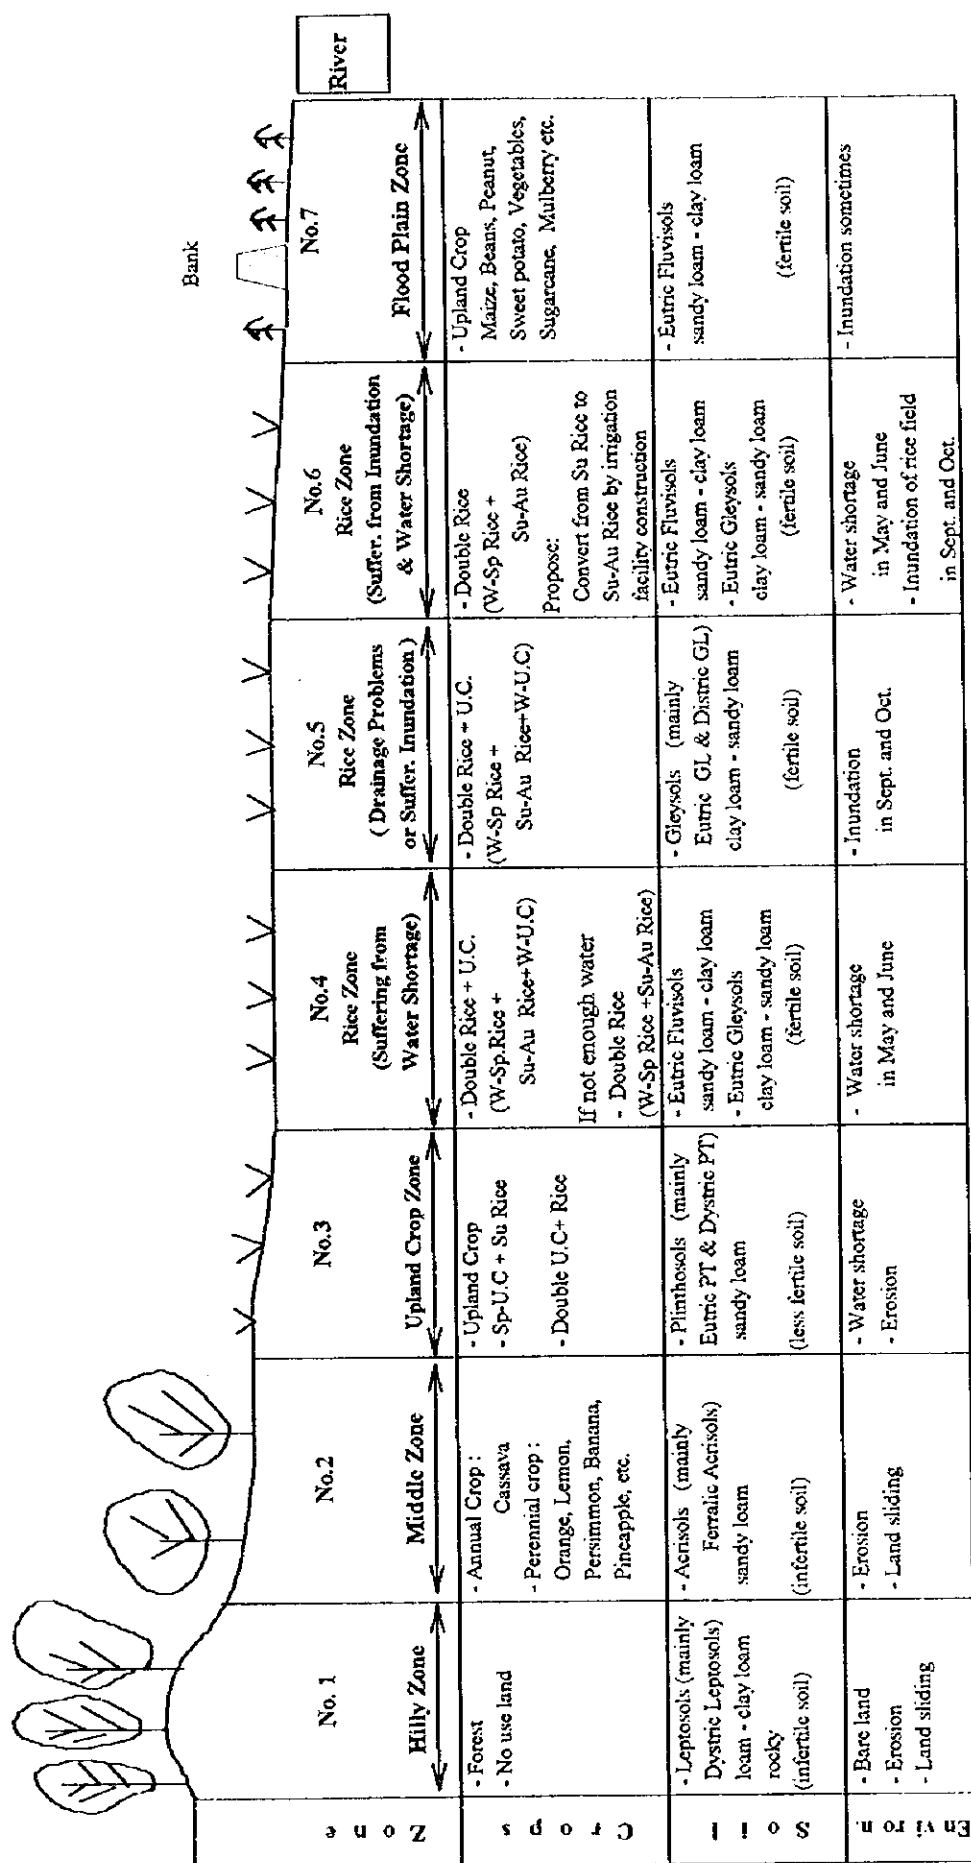 River
Bank
Zone
No. 1
Hilly Zone
No.2
Middle Zone
No.3
Upland Crop Zone
No.4
Rice Zone
(Suffering from
Water Shortage)
No.5
Rice Zone
( Drainage Problems
or Suffer. Inundation )
No.6
Rice Zone
(Suffer. from Inundation
& Water Shortage)
No.7
Flood Plain Zone
Crops
- Forest
- No use land
- Annual Crop :
Cassava
- Perennial crop :
Orange, Lemon,
Persimmon, Banana,
Pineapple, etc.
- Upland Crop
- Sp-U.C + Su Rice
- Double U.C+ Rice
- Double Rice + U.C.
(W-Sp.Rice +
Su-Au Rice+W-U.C)
If not enough water
- Double Rice
(W-Sp Rice +Su-Au Rice)
- Double Rice + U.C.
(W-Sp Rice +
Su-Au Rice+W-U.C)
- Double Rice
(W-Sp Rice +
Su-Au Rice)
Propose:
Convert from Su Rice to
Su-Au Rice by irrigation
facility construction
- Upland Crop
Maize, Beans, Peanut,
Sweet potato, Vegetables,
Sugarcane, Mulberry etc.
Soil
- Leptosols (mainly
Dystric Leptosols)
loam - clay loam
rocky
(infertile soil)
- Acrisols (mainly
Ferralic Acrisols)
sandy loam
(infertile soil)
- Plinthosols (mainly
Eutric PT & Dystric PT)
sandy loam
(less fertile soil)
- Eutric Fluvisols
sandy loam - clay loam
- Eutric Gleysols
clay loam - sandy loam
(fertile soil)
- Gleysols (mainly
Eutric GL & Distric GL)
clay loam - sandy loam
(fertile soil)
- Eutric Fluvisols
sandy loam - clay loam
- Eutric Gleysols
clay loam - sandy loam
(fertile soil)
- Eutric Fluvisols
sandy loam - clay loam
(fertile soil)
Environ.
- Bare land
- Erosion
- Land sliding
- Erosion
- Land sliding
- Water shortage
- Erosion
- Water shortage
in May and June
- Inundation
in Sept. and Oct.
- Water shortage
in May and June
- Inundation of rice field
in Sept. and Oct.
- Inundation sometimes